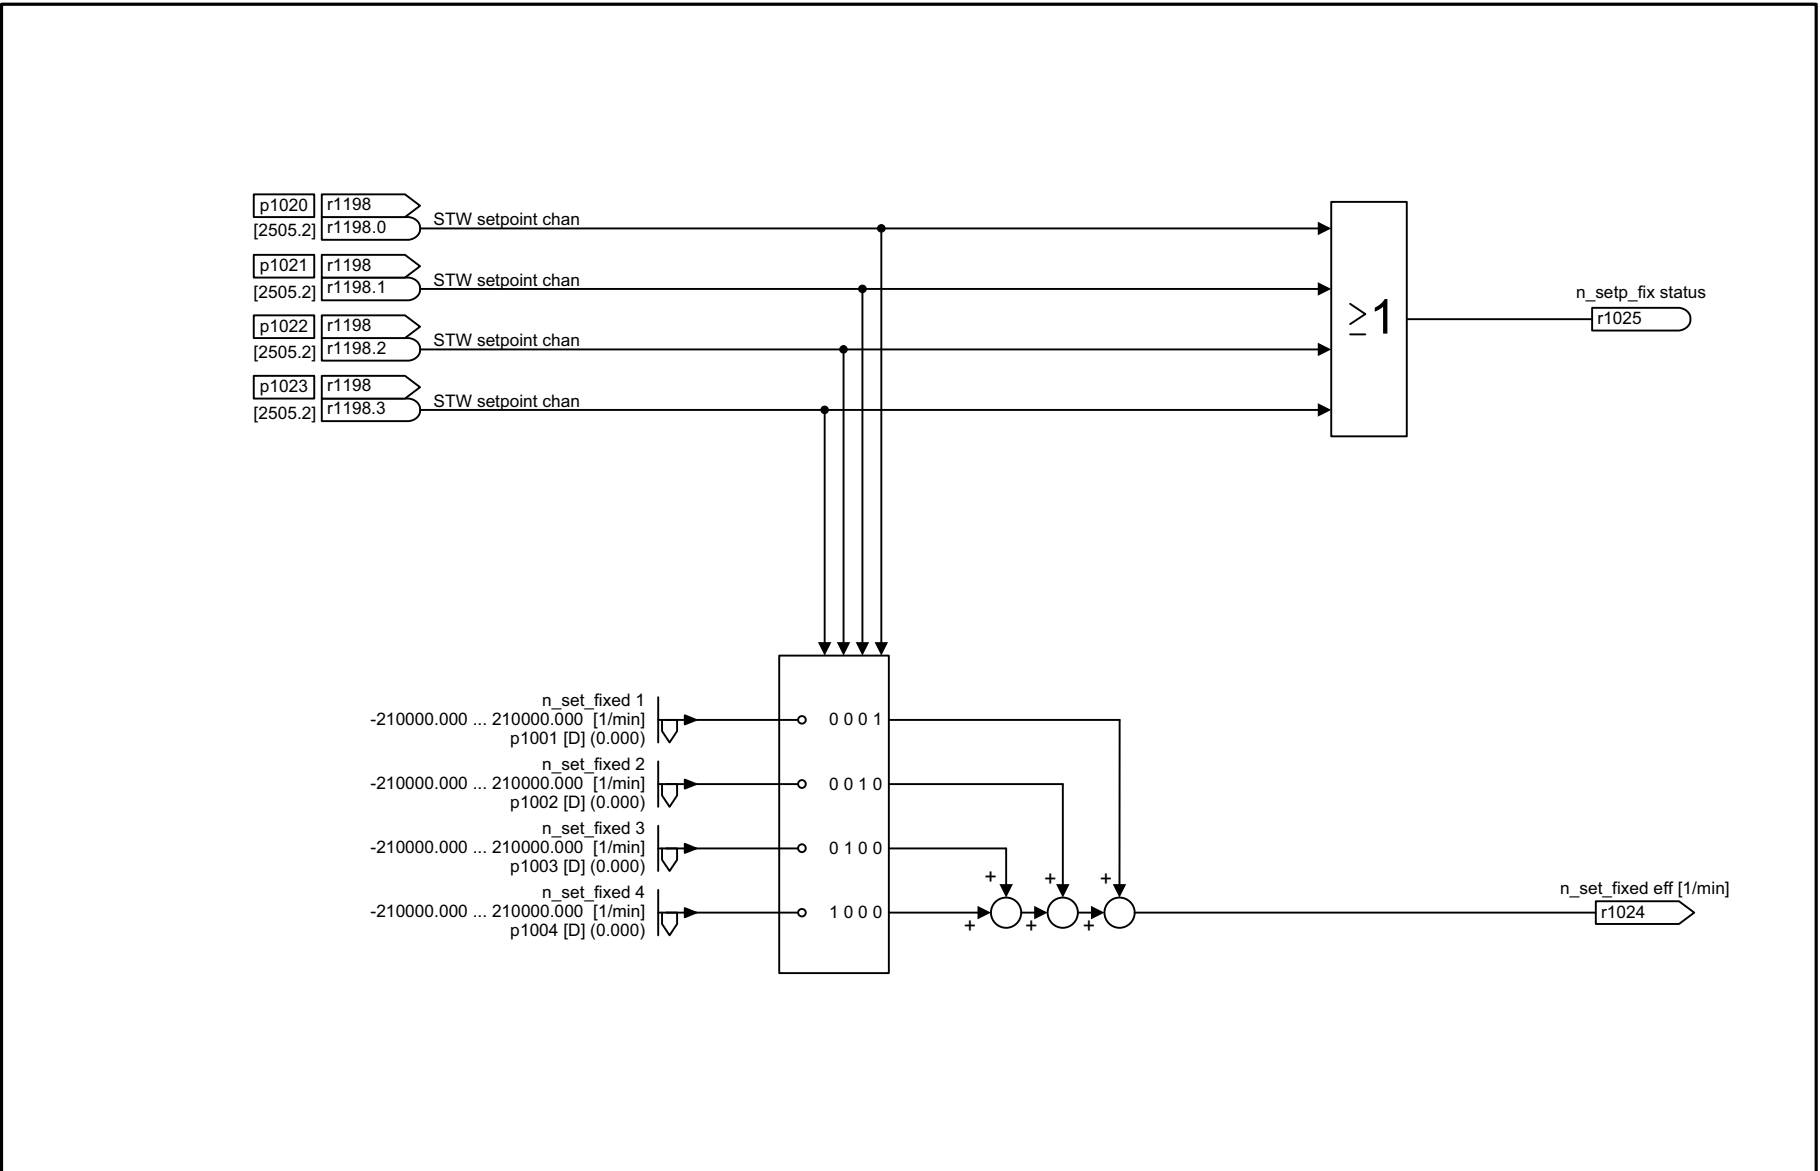 p1020 r1198
[2505.2] r1198.0 STW setpoint chan
p1021 r1198
[2505.2] r1198.1 STW setpoint chan
p1022 r1198
[2505.2] r1198.2 STW setpoint chan
p1023 r1198
[2505.2] r1198.3 STW setpoint chan
≥1
n_setp_fix status
r1025
n_set_fixed 1
-210000.000 ... 210000.000 [1/min]
p1001 [D] (0.000)
0 0 0 1
n_set_fixed 2
-210000.000 ... 210000.000 [1/min]
p1002 [D] (0.000)
0 0 1 0
n_set_fixed 3
-210000.000 ... 210000.000 [1/min]
p1003 [D] (0.000)
0 1 0 0
n_set_fixed 4
-210000.000 ... 210000.000 [1/min]
p1004 [D] (0.000)
1 0 0 0
+ + +
+ + +
n_set_fixed eff [1/min]
r1024